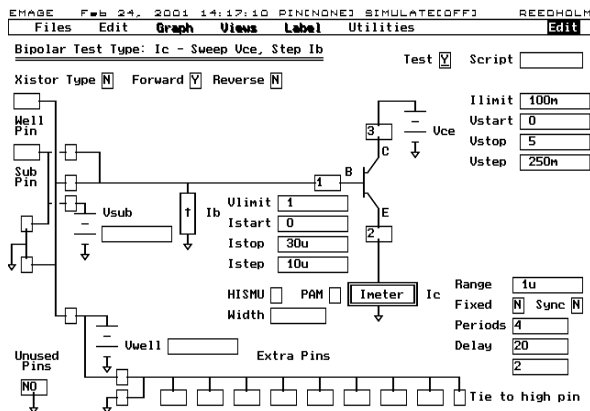 EMAGE Feb 24, 2001 14:17:10 PIN[NONE] SIMULATE[OFF] REEDHOLM
Files Edit Graph Views Label Utilities Edit
Bipolar Test Type: Ic - Sweep Vce, Step Ib
Test Y Script
Xistor Type N Forward Y Reverse N
Well Pin
Sub Pin
Ilimit 100m
Vstart 0
Vstop 5
Vstep 250m
3 Vce
C
1 B
E
2
Vsub
↑ Ib
Vlimit 1
Istart 0
Istop 30u
Istep 10u
HISMU PAM
Width
Imeter Ic
Range 1u
Fixed N Sync N
Periods 4
Delay 20
2
Vwell
Extra Pins
Unused Pins
NO
Tie to high pin